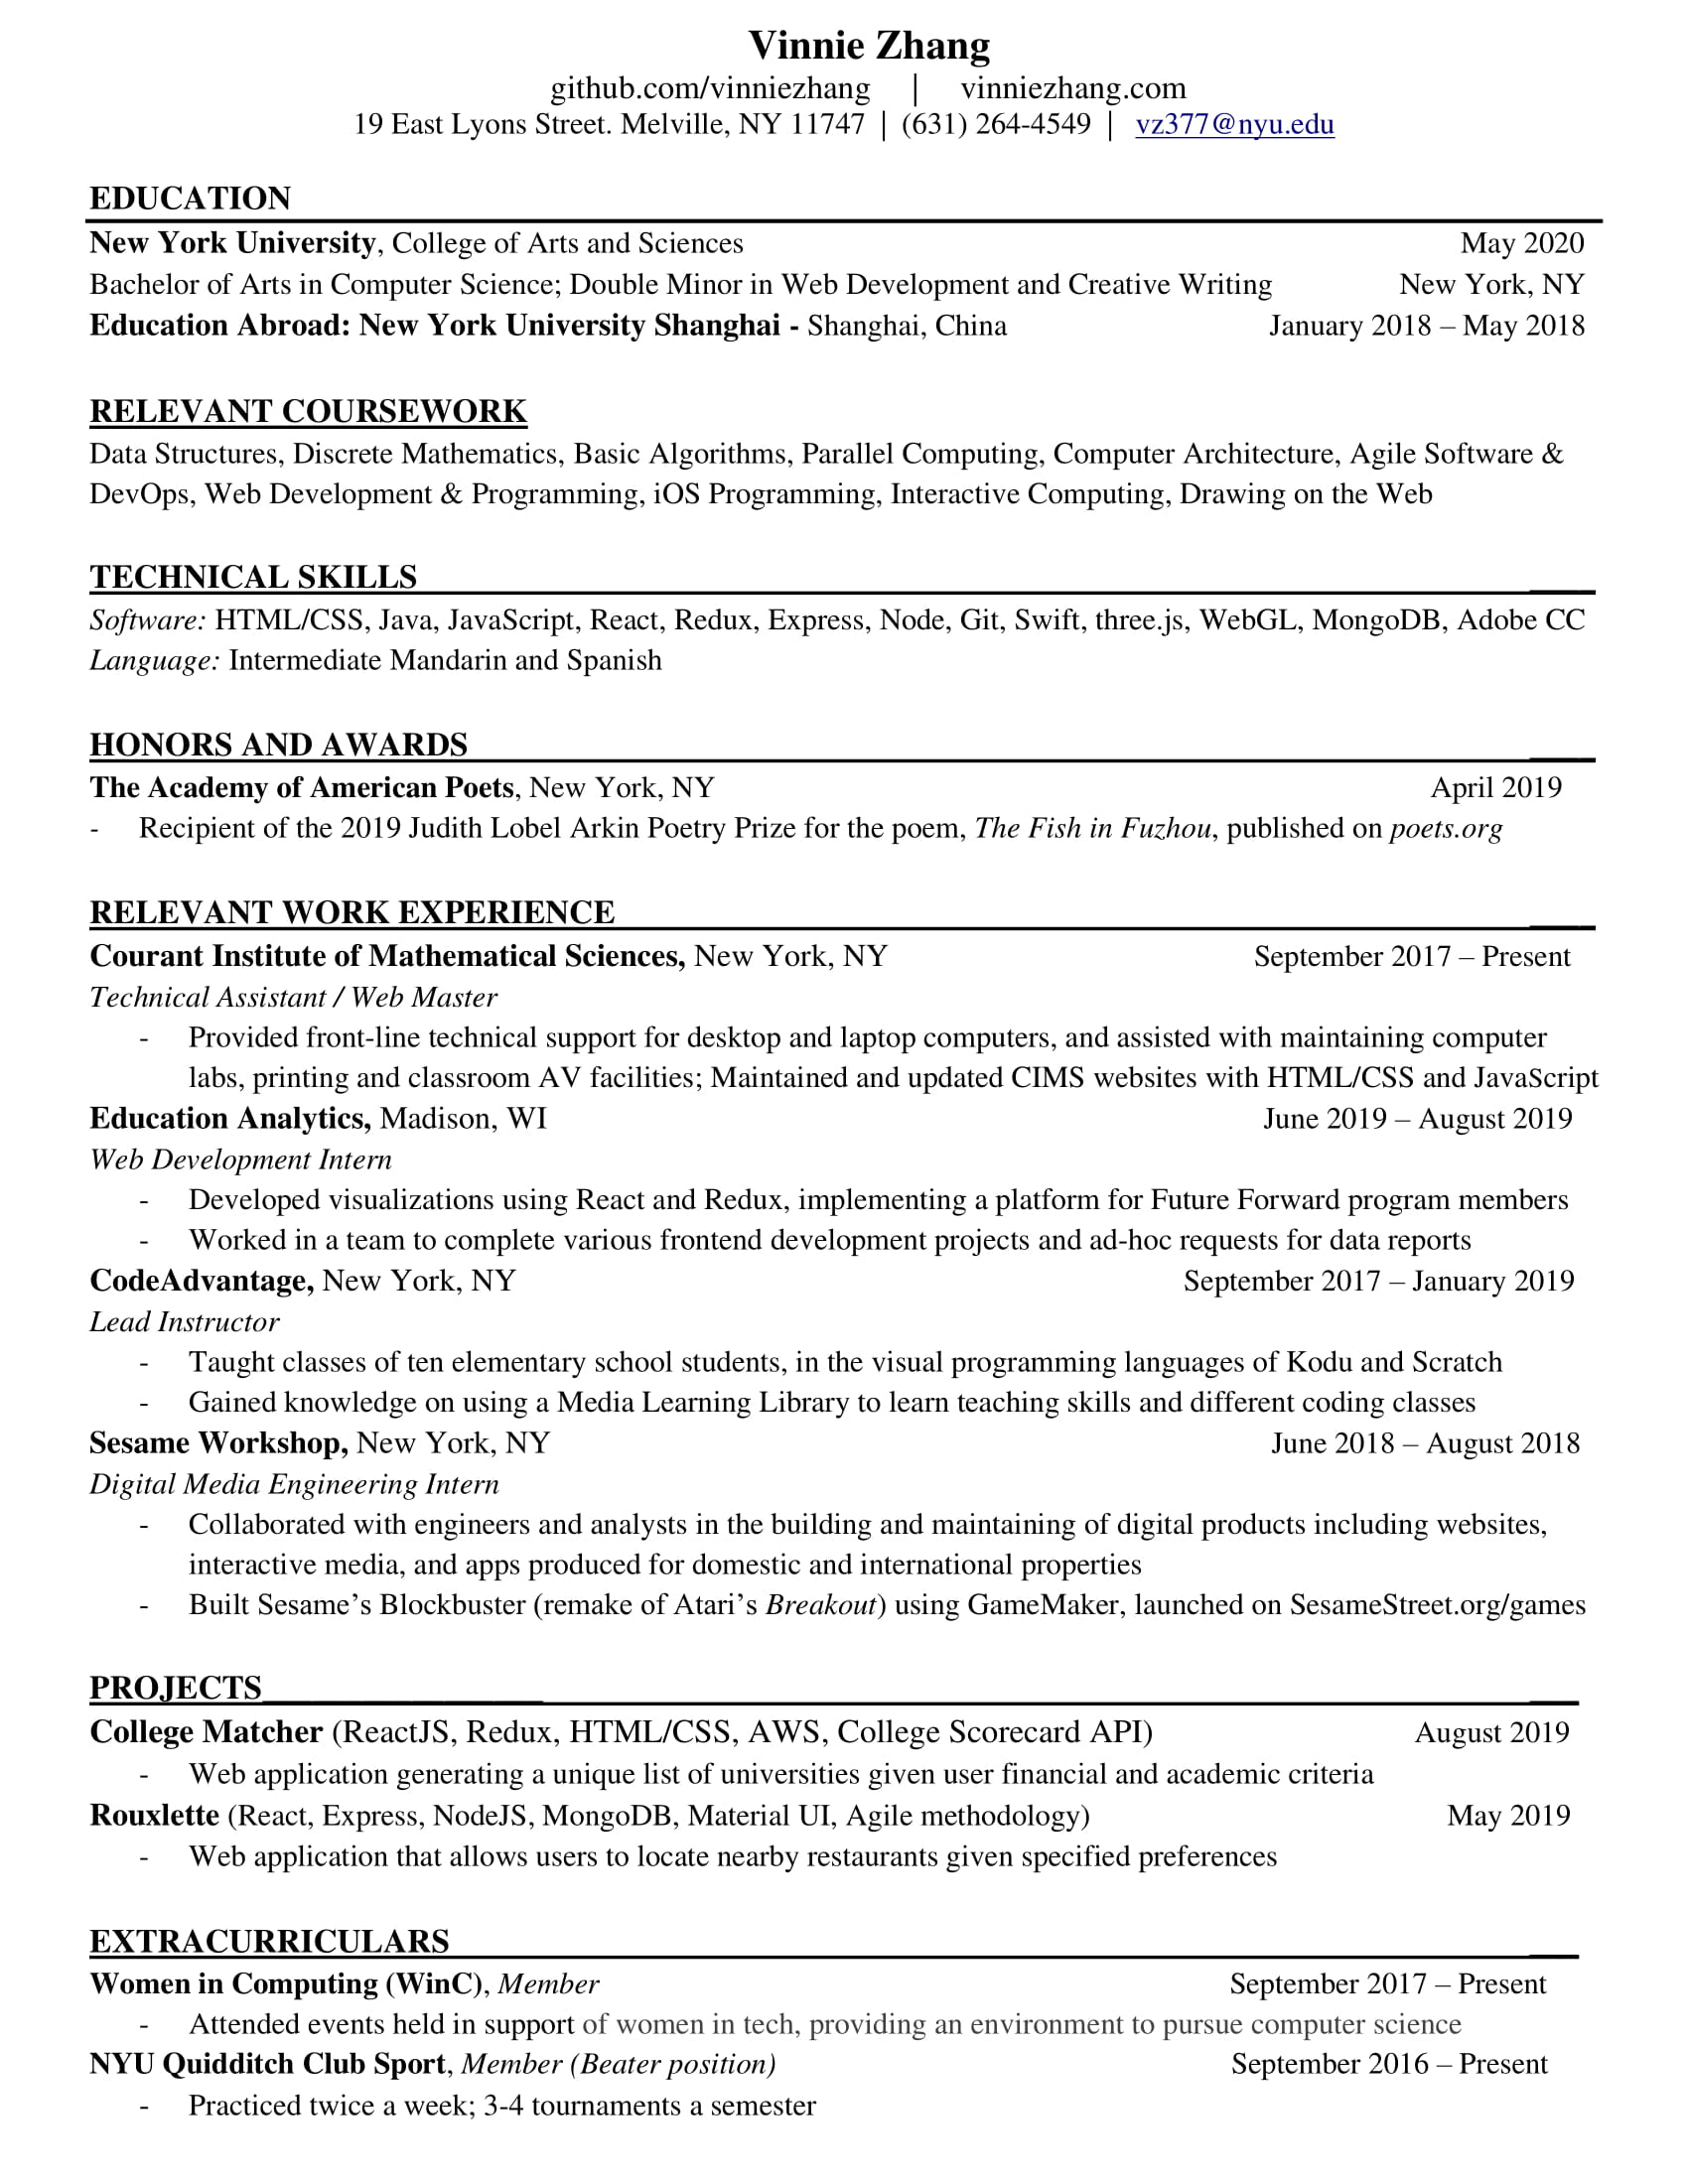 Vinnie Zhang
github.com/vinniezhang | vinniezhang.com
19 East Lyons Street. Melville, NY 11747 | (631) 264-4549 | vz377@nyu.edu
EDUCATION
New York University, College of Arts and Sciences May 2020
Bachelor of Arts in Computer Science; Double Minor in Web Development and Creative Writing New York, NY
Education Abroad: New York University Shanghai - Shanghai, China January 2018 – May 2018
RELEVANT COURSEWORK
Data Structures, Discrete Mathematics, Basic Algorithms, Parallel Computing, Computer Architecture, Agile Software &
DevOps, Web Development & Programming, iOS Programming, Interactive Computing, Drawing on the Web
TECHNICAL SKILLS
Software: HTML/CSS, Java, JavaScript, React, Redux, Express, Node, Git, Swift, three.js, WebGL, MongoDB, Adobe CC
Language: Intermediate Mandarin and Spanish
HONORS AND AWARDS
The Academy of American Poets, New York, NY April 2019
- Recipient of the 2019 Judith Lobel Arkin Poetry Prize for the poem, The Fish in Fuzhou, published on poets.org
RELEVANT WORK EXPERIENCE
Courant Institute of Mathematical Sciences, New York, NY September 2017 – Present
Technical Assistant / Web Master
- Provided front-line technical support for desktop and laptop computers, and assisted with maintaining computer
labs, printing and classroom AV facilities; Maintained and updated CIMS websites with HTML/CSS and JavaScript
Education Analytics, Madison, WI June 2019 – August 2019
Web Development Intern
- Developed visualizations using React and Redux, implementing a platform for Future Forward program members
- Worked in a team to complete various frontend development projects and ad-hoc requests for data reports
CodeAdvantage, New York, NY September 2017 – January 2019
Lead Instructor
- Taught classes of ten elementary school students, in the visual programming languages of Kodu and Scratch
- Gained knowledge on using a Media Learning Library to learn teaching skills and different coding classes
Sesame Workshop, New York, NY June 2018 – August 2018
Digital Media Engineering Intern
- Collaborated with engineers and analysts in the building and maintaining of digital products including websites,
interactive media, and apps produced for domestic and international properties
- Built Sesame’s Blockbuster (remake of Atari’s Breakout) using GameMaker, launched on SesameStreet.org/games
PROJECTS
College Matcher (ReactJS, Redux, HTML/CSS, AWS, College Scorecard API) August 2019
- Web application generating a unique list of universities given user financial and academic criteria
Rouxlette (React, Express, NodeJS, MongoDB, Material UI, Agile methodology) May 2019
- Web application that allows users to locate nearby restaurants given specified preferences
EXTRACURRICULARS
Women in Computing (WinC), Member September 2017 – Present
- Attended events held in support of women in tech, providing an environment to pursue computer science
NYU Quidditch Club Sport, Member (Beater position) September 2016 – Present
- Practiced twice a week; 3-4 tournaments a semester